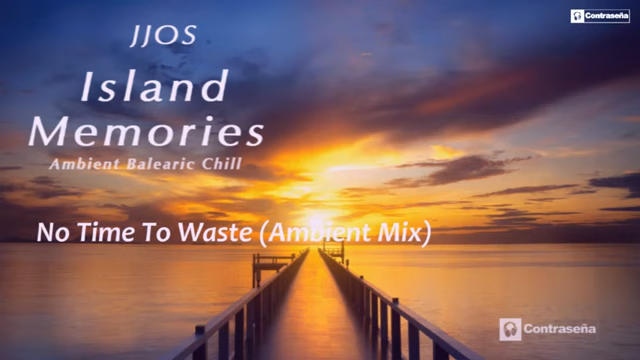 Contraseña
JJOS
Island
Memories
Ambient Balearic Chill
No Time To Waste (Ambient Mix)
Contraseña